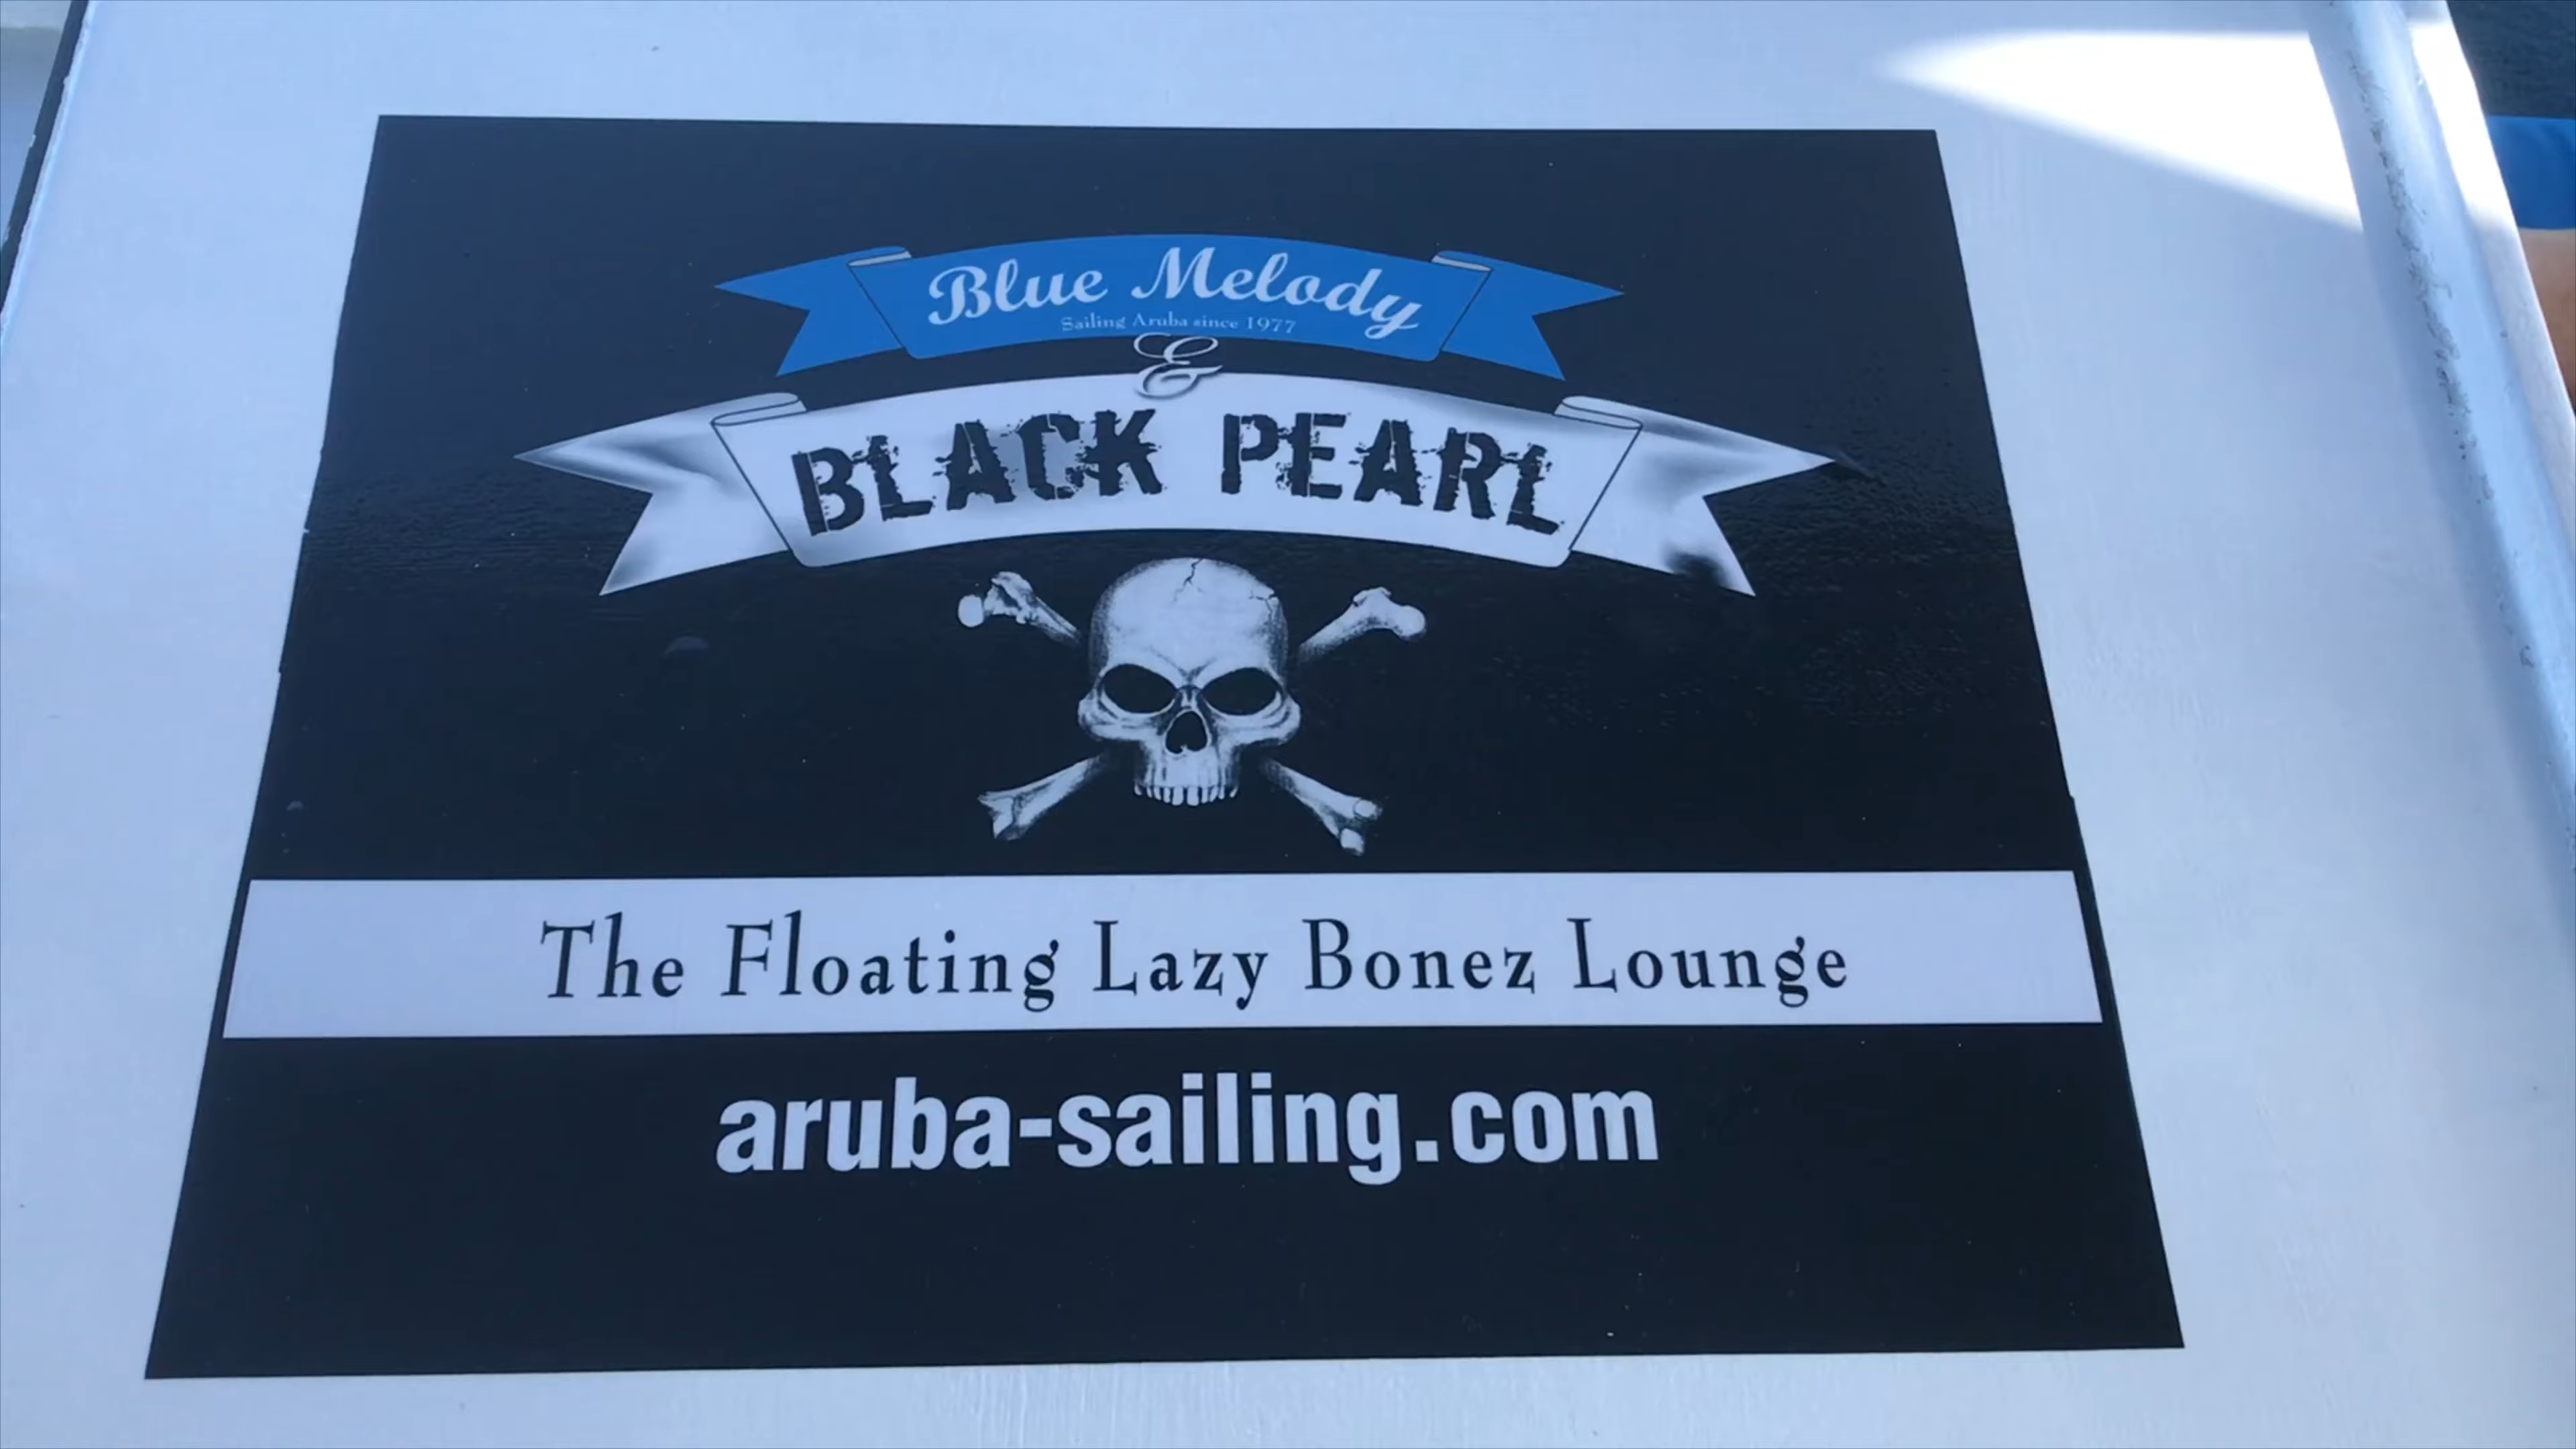 Blue Melody
Sailing Aruba since 1977
&
BLACK PEARL
The Floating Lazy Bonez Lounge
aruba-sailing.com